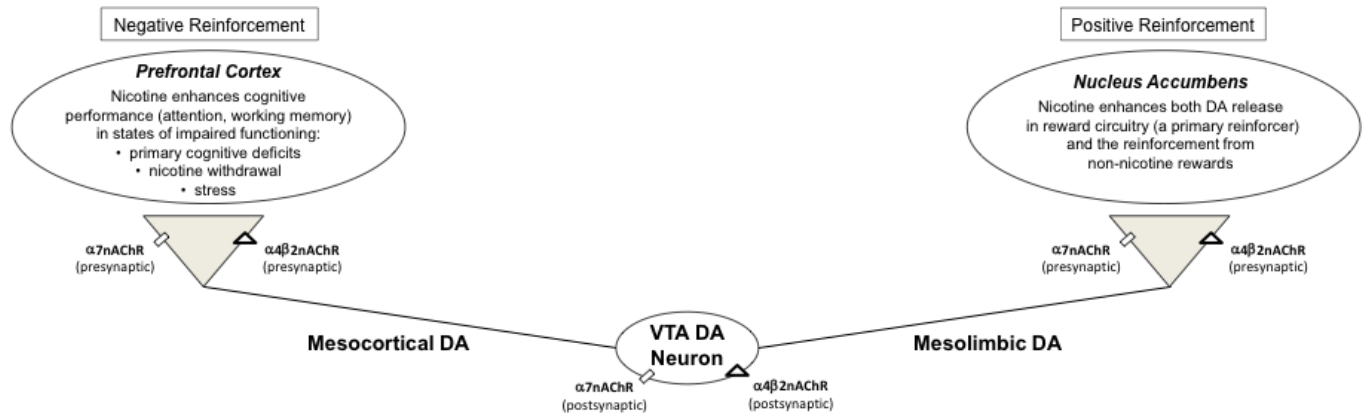 Negative Reinforcement
Prefrontal Cortex
Nicotine enhances cognitive
performance (attention, working memory)
in states of impaired functioning:
• primary cognitive deficits
• nicotine withdrawal
• stress
α7nAChR
(presynaptic)
α4β2nAChR
(presynaptic)
Mesocortical DA
VTA DA
Neuron
α7nAChR
(postsynaptic)
α4β2nAChR
(postsynaptic)
Mesolimbic DA
Positive Reinforcement
Nucleus Accumbens
Nicotine enhances both DA release
in reward circuitry (a primary reinforcer)
and the reinforcement from
non-nicotine rewards
α7nAChR
(presynaptic)
α4β2nAChR
(presynaptic)